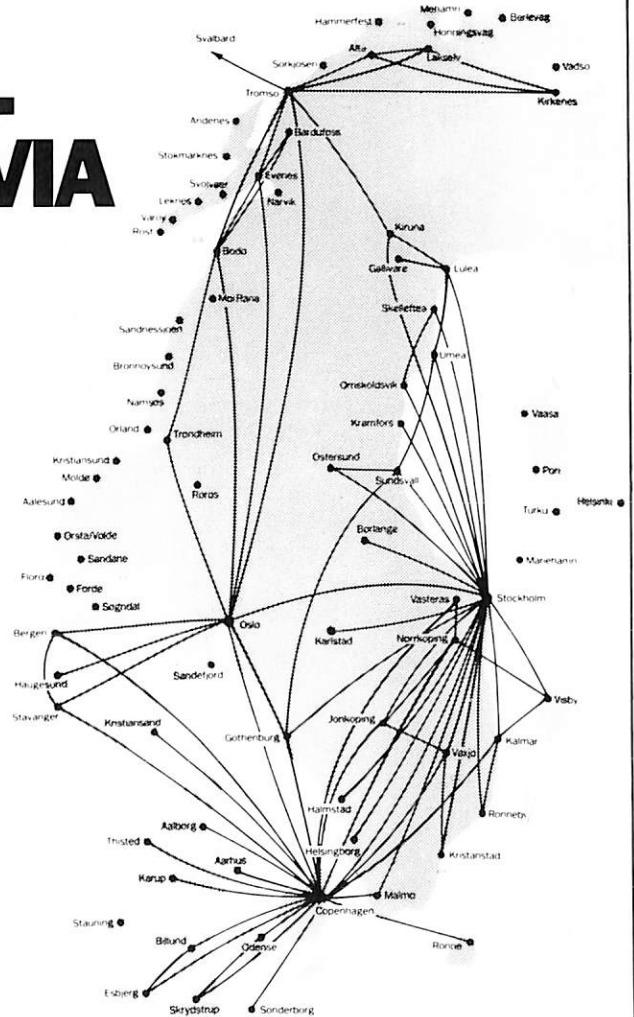 VIA
Mehamn
Berlevag
Hammerfest
Honningsvag
Svalbard
Alta
Lakselv
Sorkjosen
Vadso
Tromso
Kirkenes
Andenes
Bardufoss
Stokmarknes
Evenes
Svolvaer
Narvik
Leknes
Varoy
Rost
Kiruna
Bodo
Gallivare
Lulea
Mo i Rana
Skelleftea
Sandnessjoen
Umea
Bronnoysund
Ornskoldsvik
Namsos
Vaasa
Orland
Kramfors
Trondheim
Kristiansund
Ostersund
Pori
Molde
Sundsvall
Roros
Aalesund
Helsinki
Turku
Orsta/Volda
Borlange
Sandane
Mariehamn
Floro
Forde
Vasteras
Stockholm
Sogndal
Oslo
Bergen
Karlstad
Norrkoping
Sandefjord
Haugesund
Visby
Stavanger
Kristiansand
Gothenburg
Jonkoping
Kalmar
Vaxjo
Halmstad
Ronneby
Aalborg
Thisted
Helsingborg
Kristianstad
Aarhus
Karup
Malmo
Copenhagen
Stauning
Billund
Odense
Ronne
Esbjerg
Skrydstrup
Sonderborg